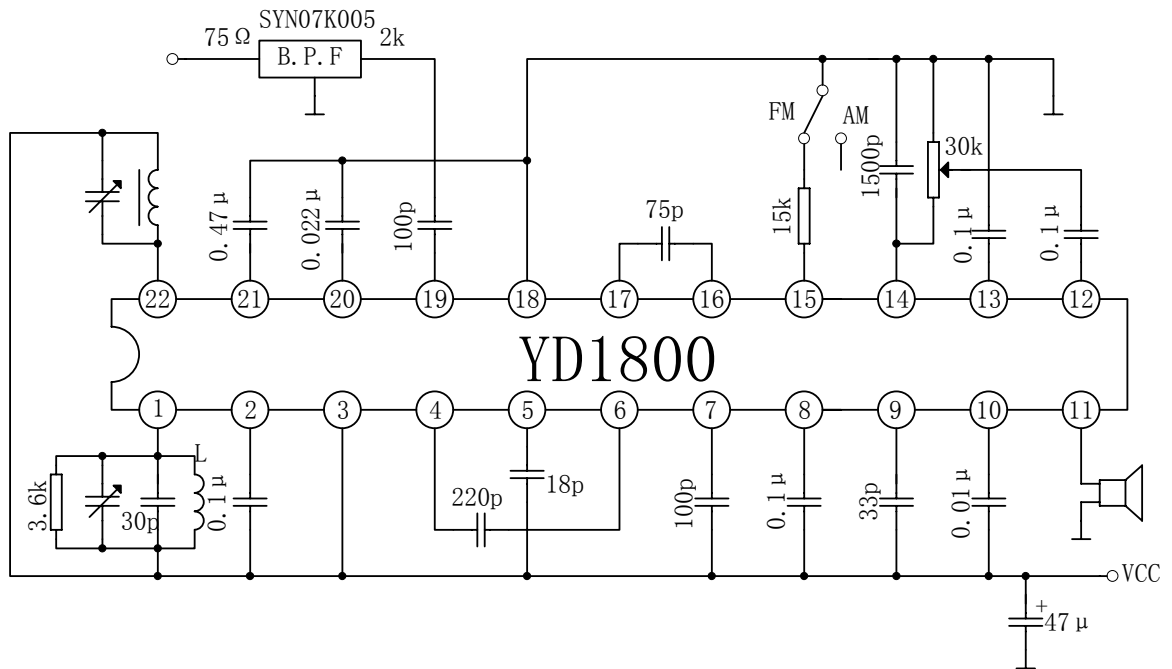 SYN07K005
75Ω
B.P.F
2k
FM
AM
30k
1500p
0.47μ
0.022μ
100p
75p
15k
0.1μ
0.1μ
22
21
20
19
18
17
16
15
14
13
12
YD1800
1
2
3
4
5
6
7
8
9
10
11
L
3.6k
30p
0.1μ
220p
18p
100p
0.1μ
33p
0.01μ
VCC
+
47μ